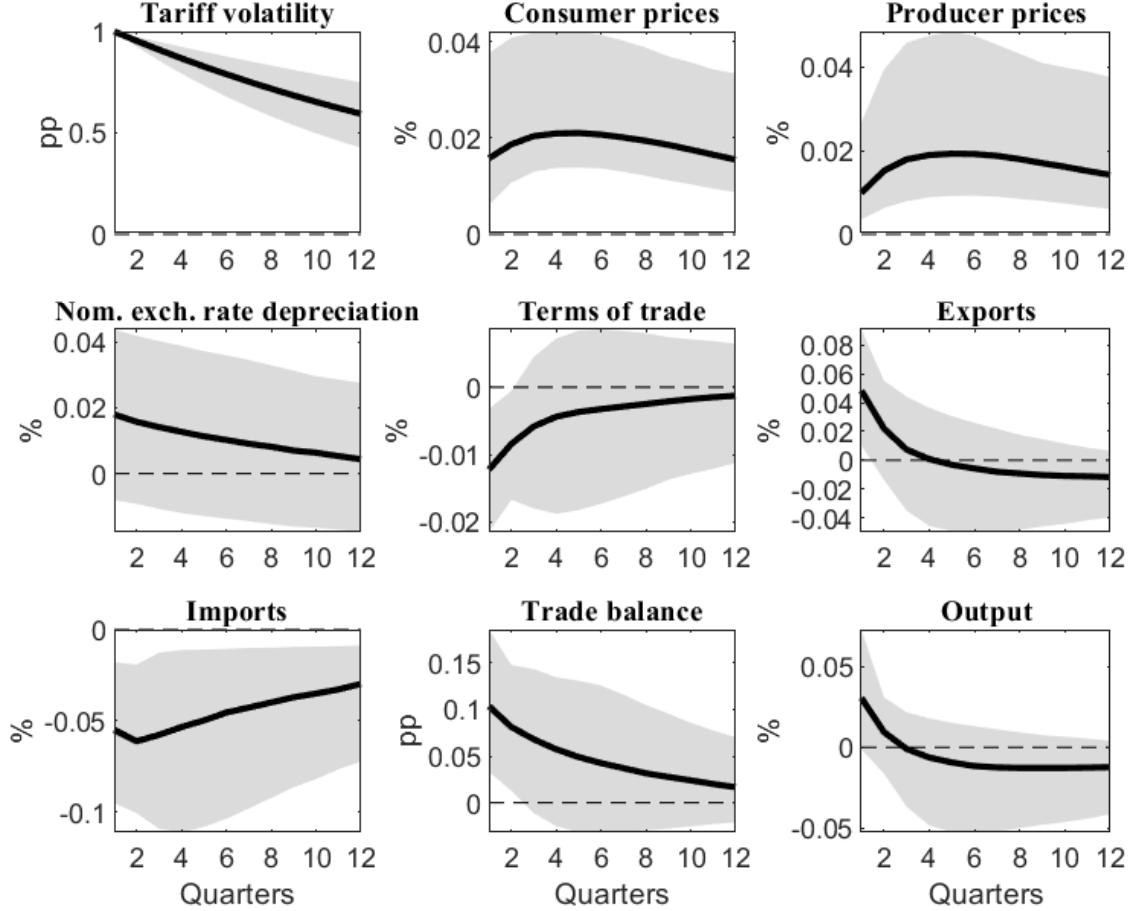 Tariff volatility
1
0.5
0
pp
2 4 6 8 10 12
Consumer prices
0.04
0.02
0
%
2 4 6 8 10 12
Producer prices
0.04
0.02
0
%
2 4 6 8 10 12
Nom. exch. rate depreciation
0.04
0.02
0
%
2 4 6 8 10 12
Terms of trade
0
-0.01
-0.02
%
2 4 6 8 10 12
Exports
0.08
0.06
0.04
0.02
0
-0.02
-0.04
%
2 4 6 8 10 12
Imports
0
-0.05
-0.1
%
2 4 6 8 10 12
Quarters
Trade balance
0.15
0.1
0.05
0
pp
2 4 6 8 10 12
Quarters
Output
0.05
0
-0.05
%
2 4 6 8 10 12
Quarters